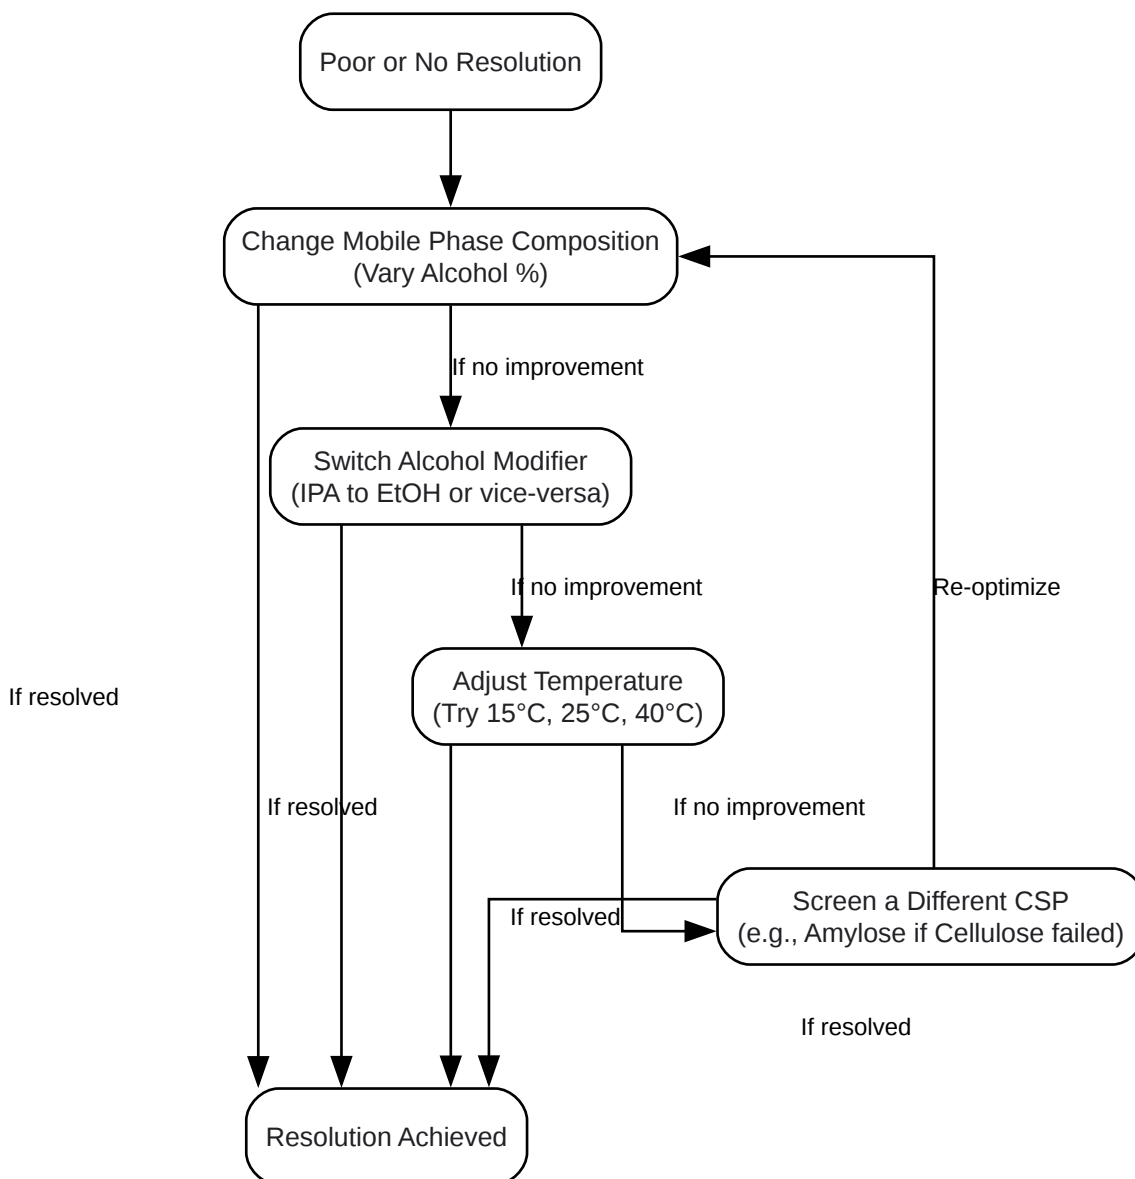 Poor or No Resolution
Change Mobile Phase Composition
(Vary Alcohol %)
If no improvement
Switch Alcohol Modifier
(IPA to EtOH or vice-versa)
If no improvement
Re-optimize
Adjust Temperature
(Try 15°C, 25°C, 40°C)
If resolved
If resolved
If no improvement
Screen a Different CSP
(e.g., Amylose if Cellulose failed)
If resolved
If resolved
Resolution Achieved